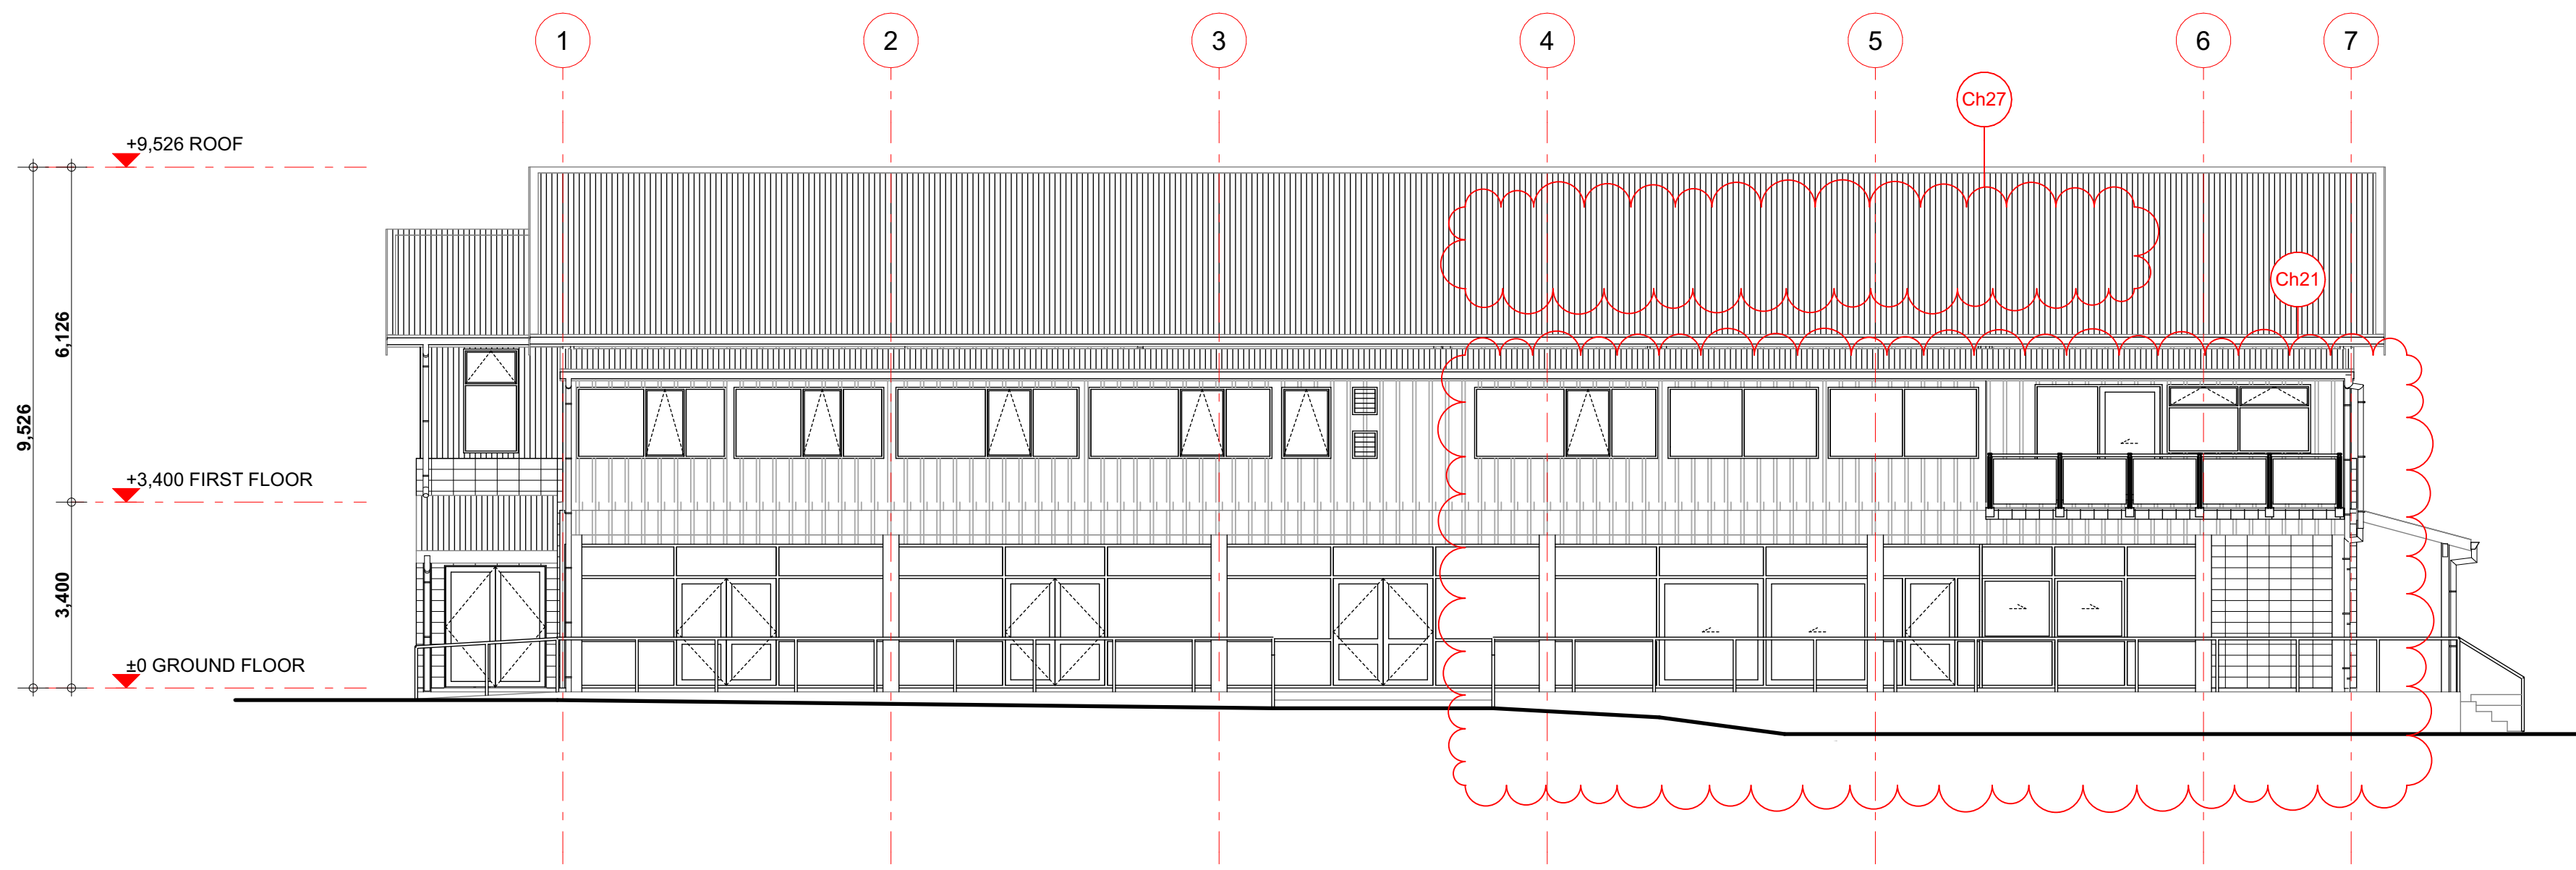 1 2 3 4 5 6 7
Ch27
+9,526 ROOF
Ch21
6,126
9,526
+3,400 FIRST FLOOR
3,400
±0 GROUND FLOOR